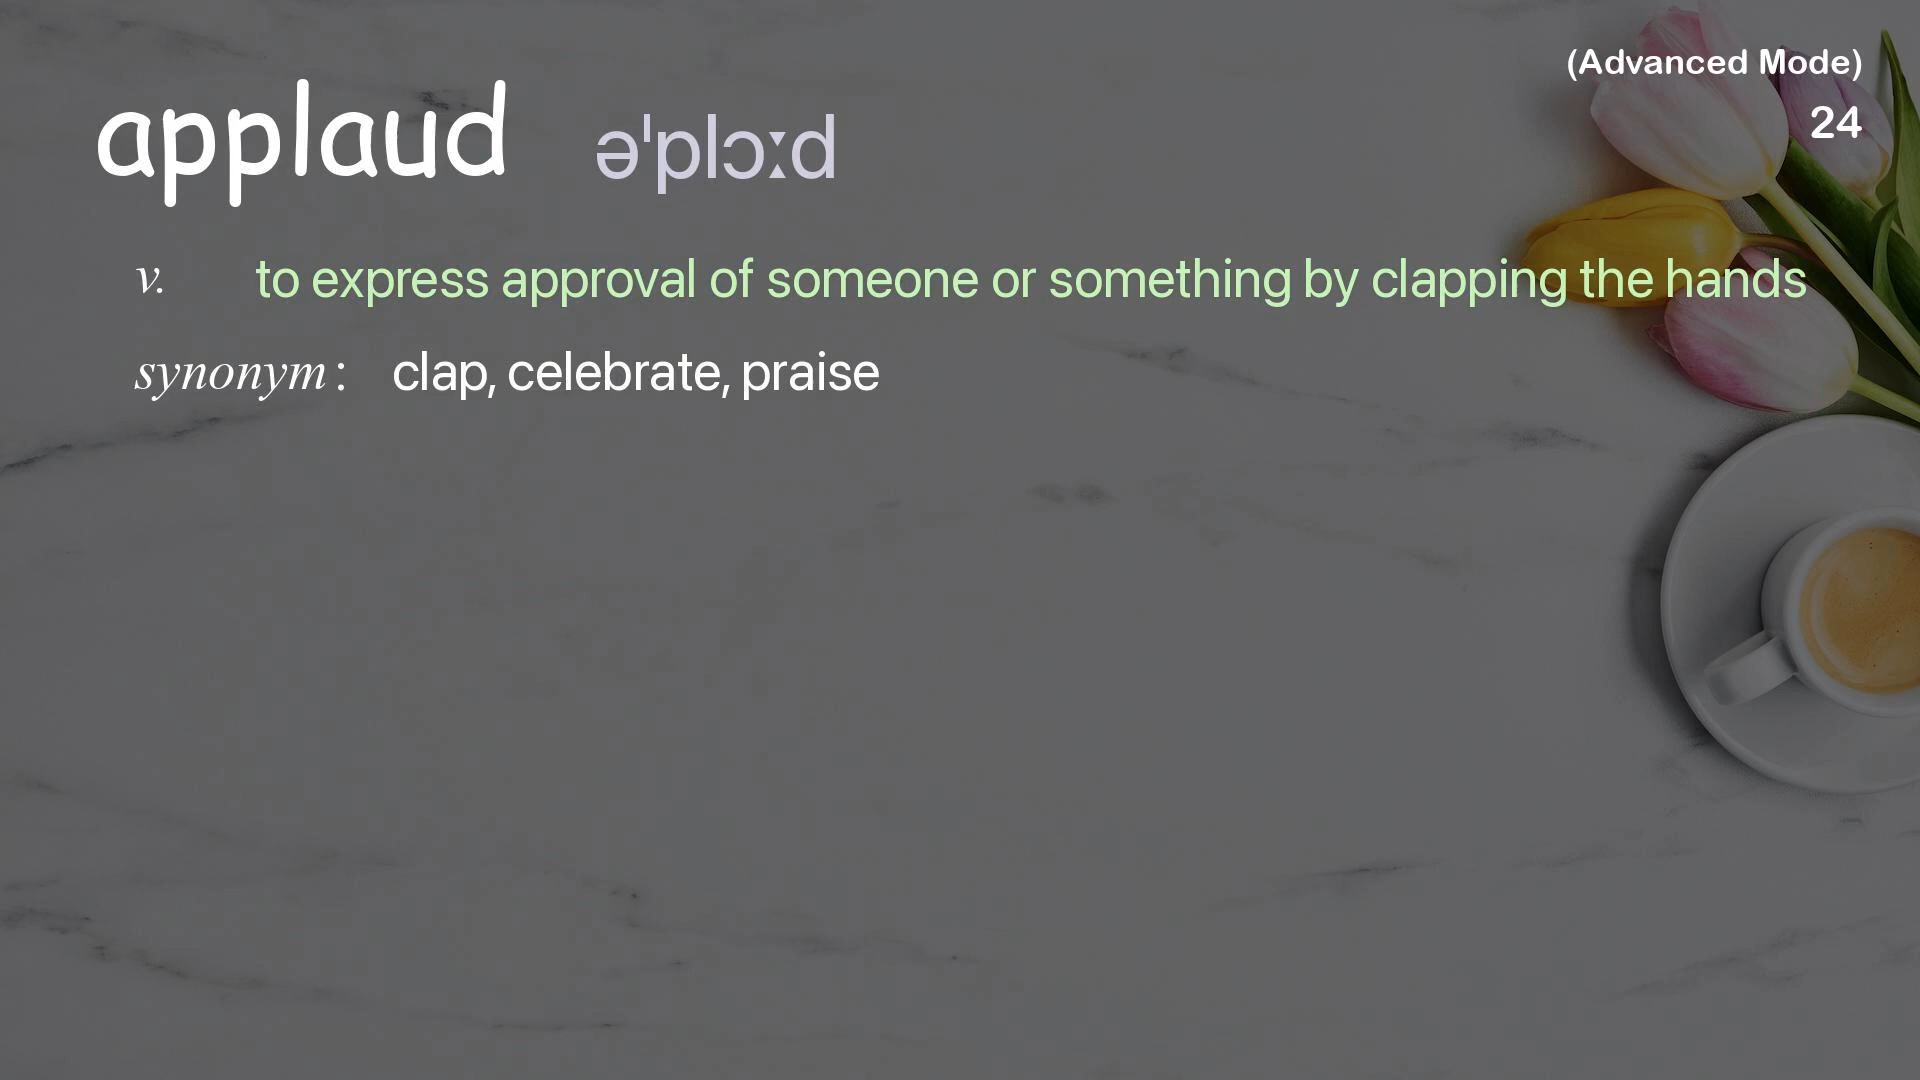 (Advanced Mode)
24
applaud əˈplɔːd
v. to express approval of someone or something by clapping the hands
synonym : clap, celebrate, praise